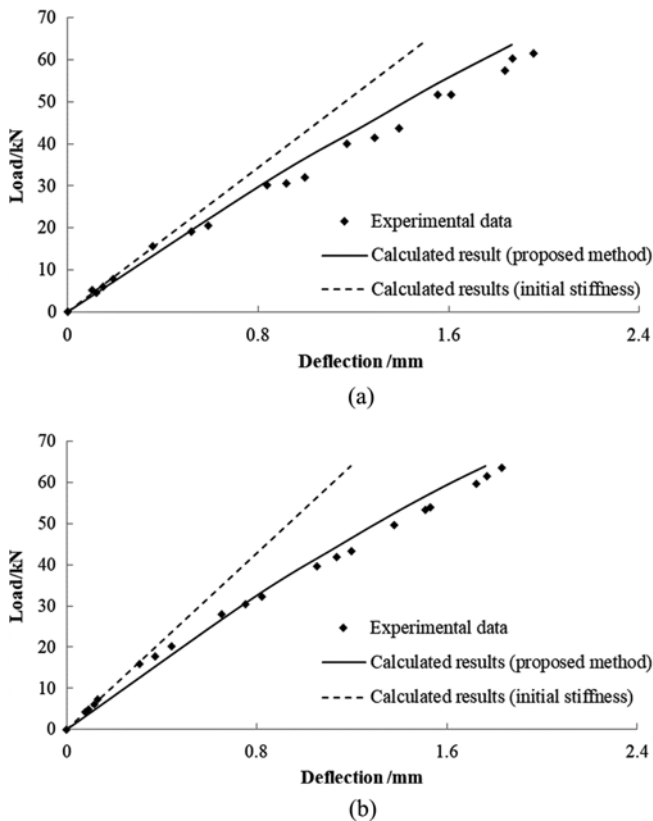 70
60
50
40
30
20
10
0
Load/kN
Experimental data
Calculated result (proposed method)
Calculated results (initial stiffness)
0 0.8 1.6 2.4
Deflection /mm
(a)
70
60
50
40
30
20
10
0
Load/kN
Experimental data
Calculated results (proposed method)
Calculated results (initial stiffness)
0 0.8 1.6 2.4
Deflection /mm
(b)